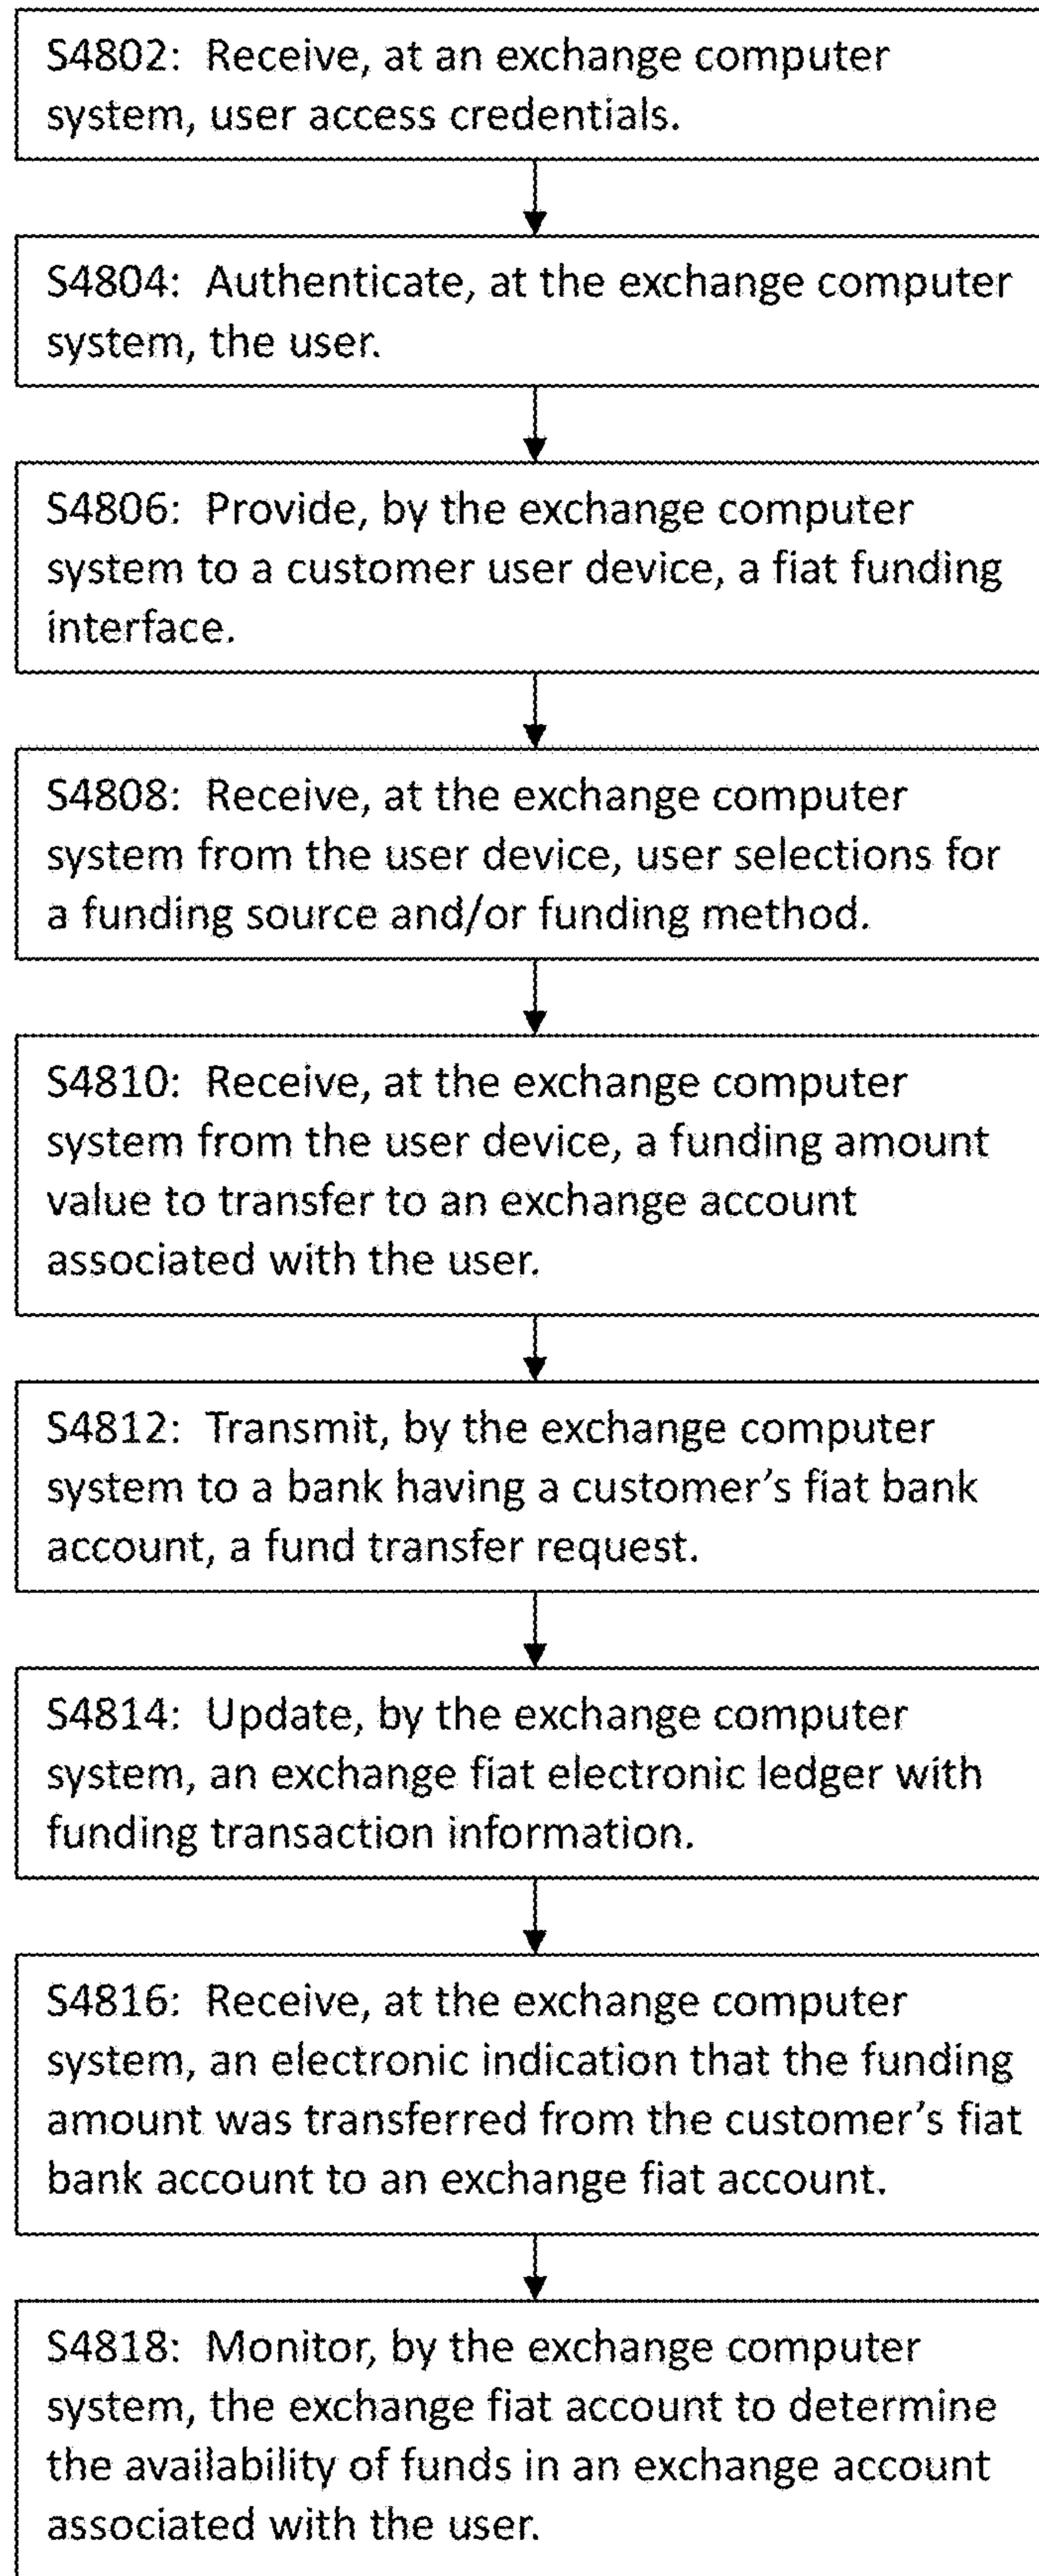 S4802:  Receive, at an exchange computer
system, user access credentials.
S4804:  Authenticate, at the exchange computer
system, the user.
S4806:  Provide, by the exchange computer
system to a customer user device, a fiat funding
interface.
S4808:  Receive, at the exchange computer
system from the user device, user selections for
a funding source and/or funding method.
S4810:  Receive, at the exchange computer
system from the user device, a funding amount
value to transfer to an exchange account
associated with the user.
S4812:  Transmit, by the exchange computer
system to a bank having a customer’s fiat bank
account, a fund transfer request.
S4814:  Update, by the exchange computer
system, an exchange fiat electronic ledger with
funding transaction information.
S4816:  Receive, at the exchange computer
system, an electronic indication that the funding
amount was transferred from the customer’s fiat
bank account to an exchange fiat account.
S4818:  Monitor, by the exchange computer
system, the exchange fiat account to determine
the availability of funds in an exchange account
associated with the user.